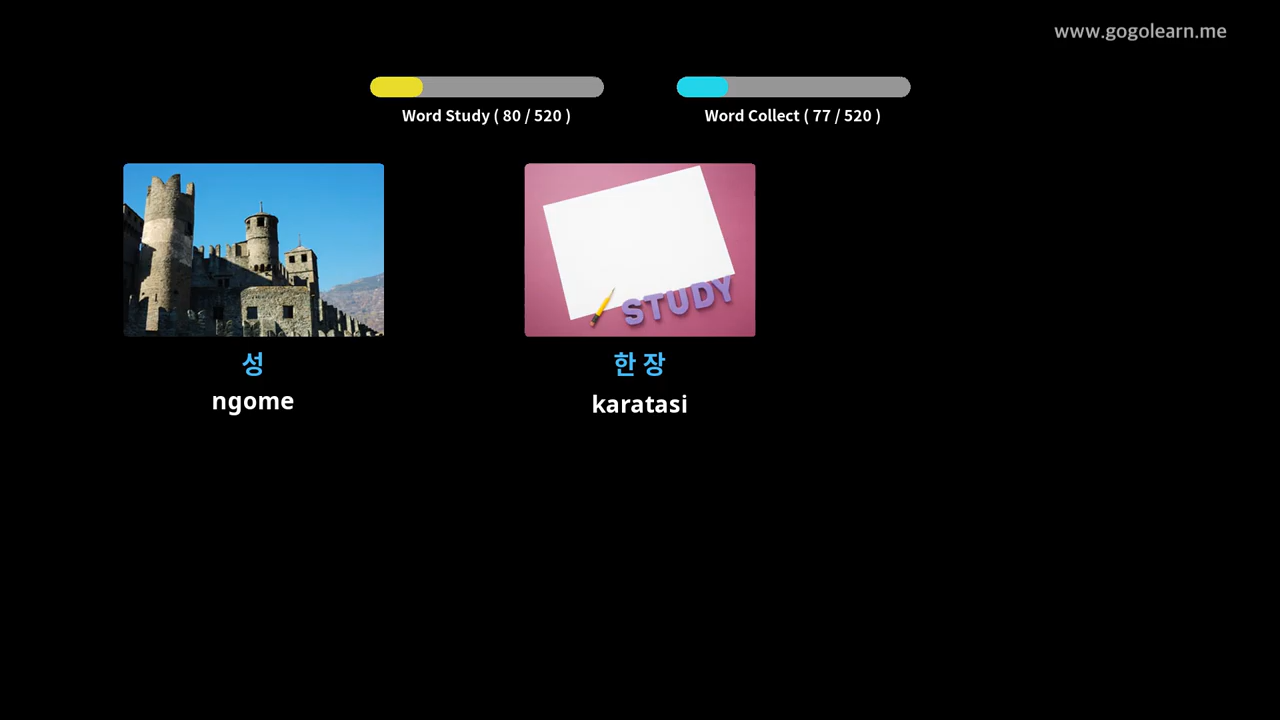 www.gogolearn.me
Word Study ( 80 / 520 )
Word Collect ( 77 / 520 )
STUDY
성
한 장
ngome
karatasi